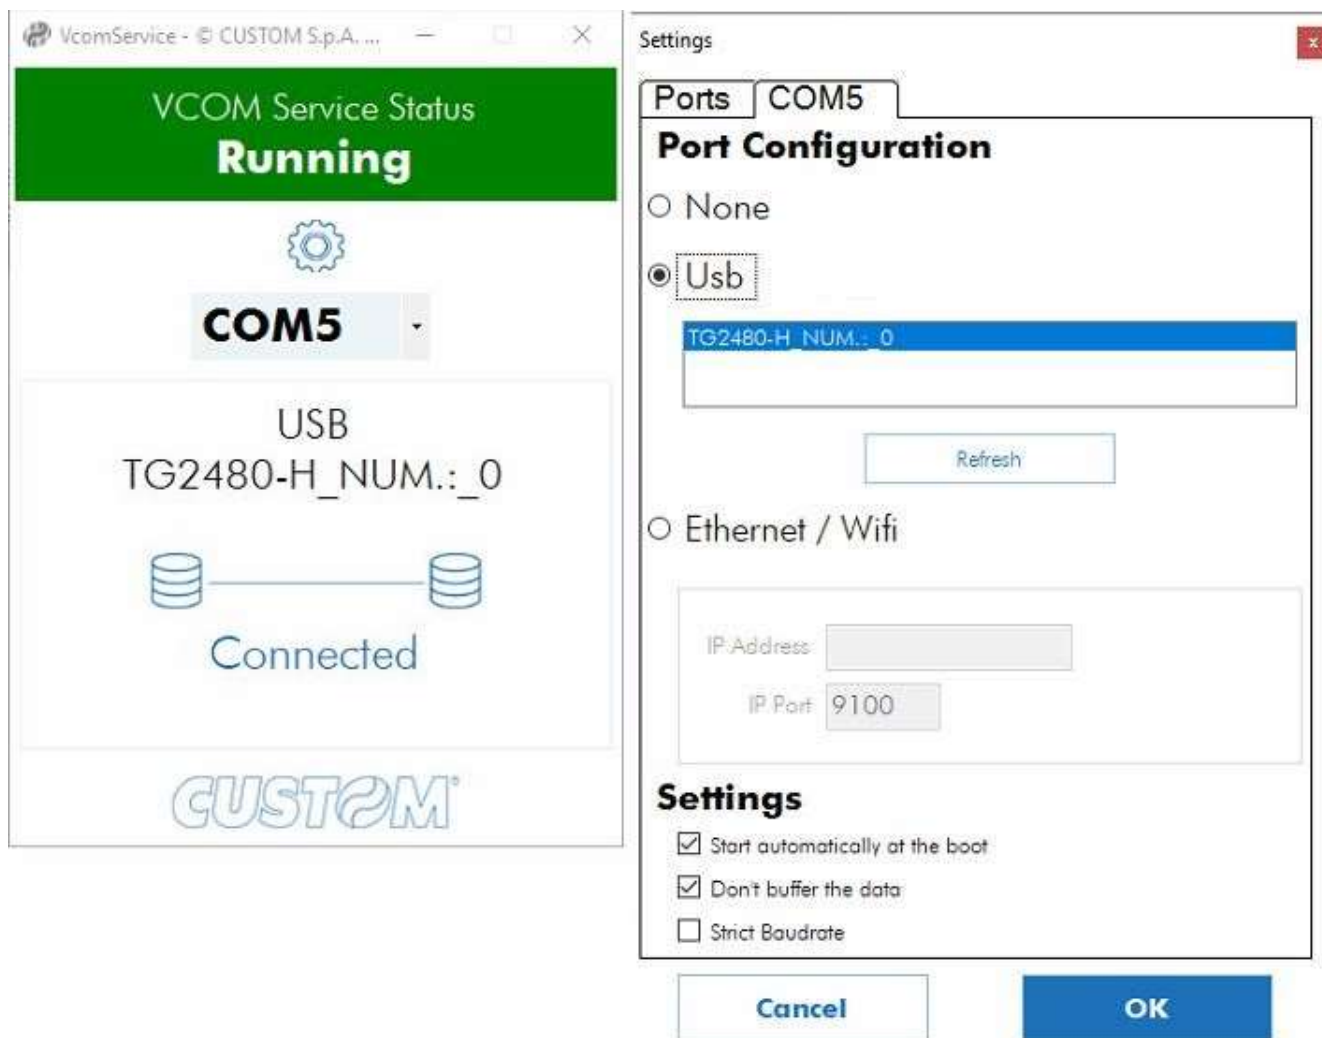 VcomService - © CUSTOM S.p.A. ...
VCOM Service Status
Running
COM5
USB
TG2480-H_NUM.:_0
Connected
CUSTOM®
Settings
x
Ports
COM5
Port Configuration
None
Usb
TG2480-H_NUM.:_0
Refresh
Ethernet / Wifi
IP Address
IP Port 9100
Settings
Start automatically at the boot
Don't buffer the data
Strict Baudrate
Cancel
OK